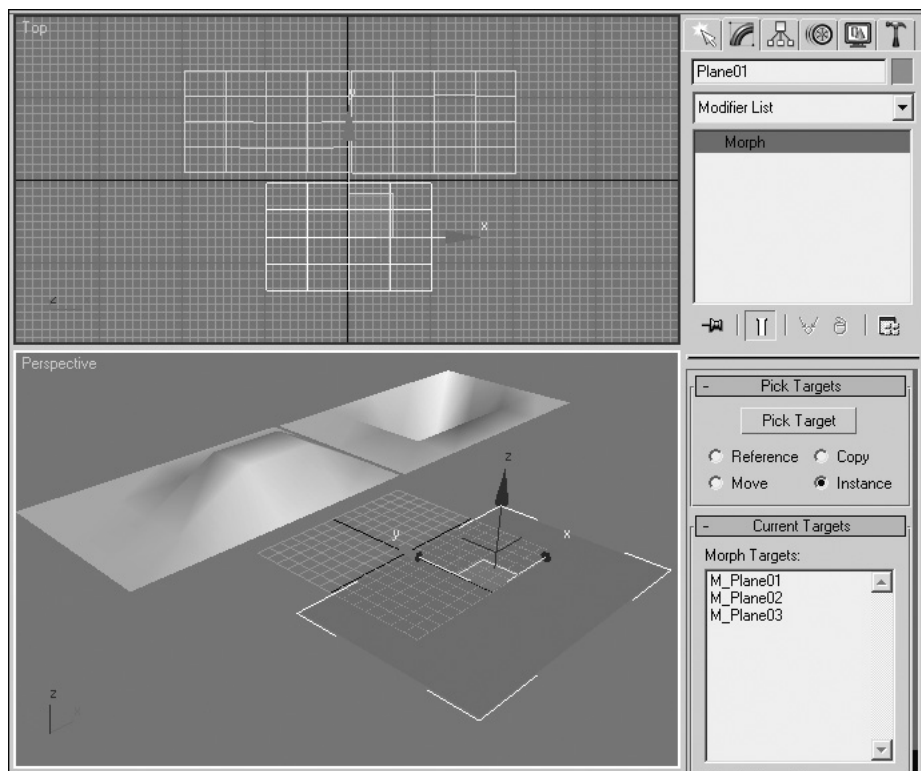 Top
y
x
z
Perspective
z
y
x
z
Plane01
Modifier List
Morph
- Pick Targets
Pick Target
Reference
Copy
Move
Instance
- Current Targets
Morph Targets:
M_Plane01
M_Plane02
M_Plane03